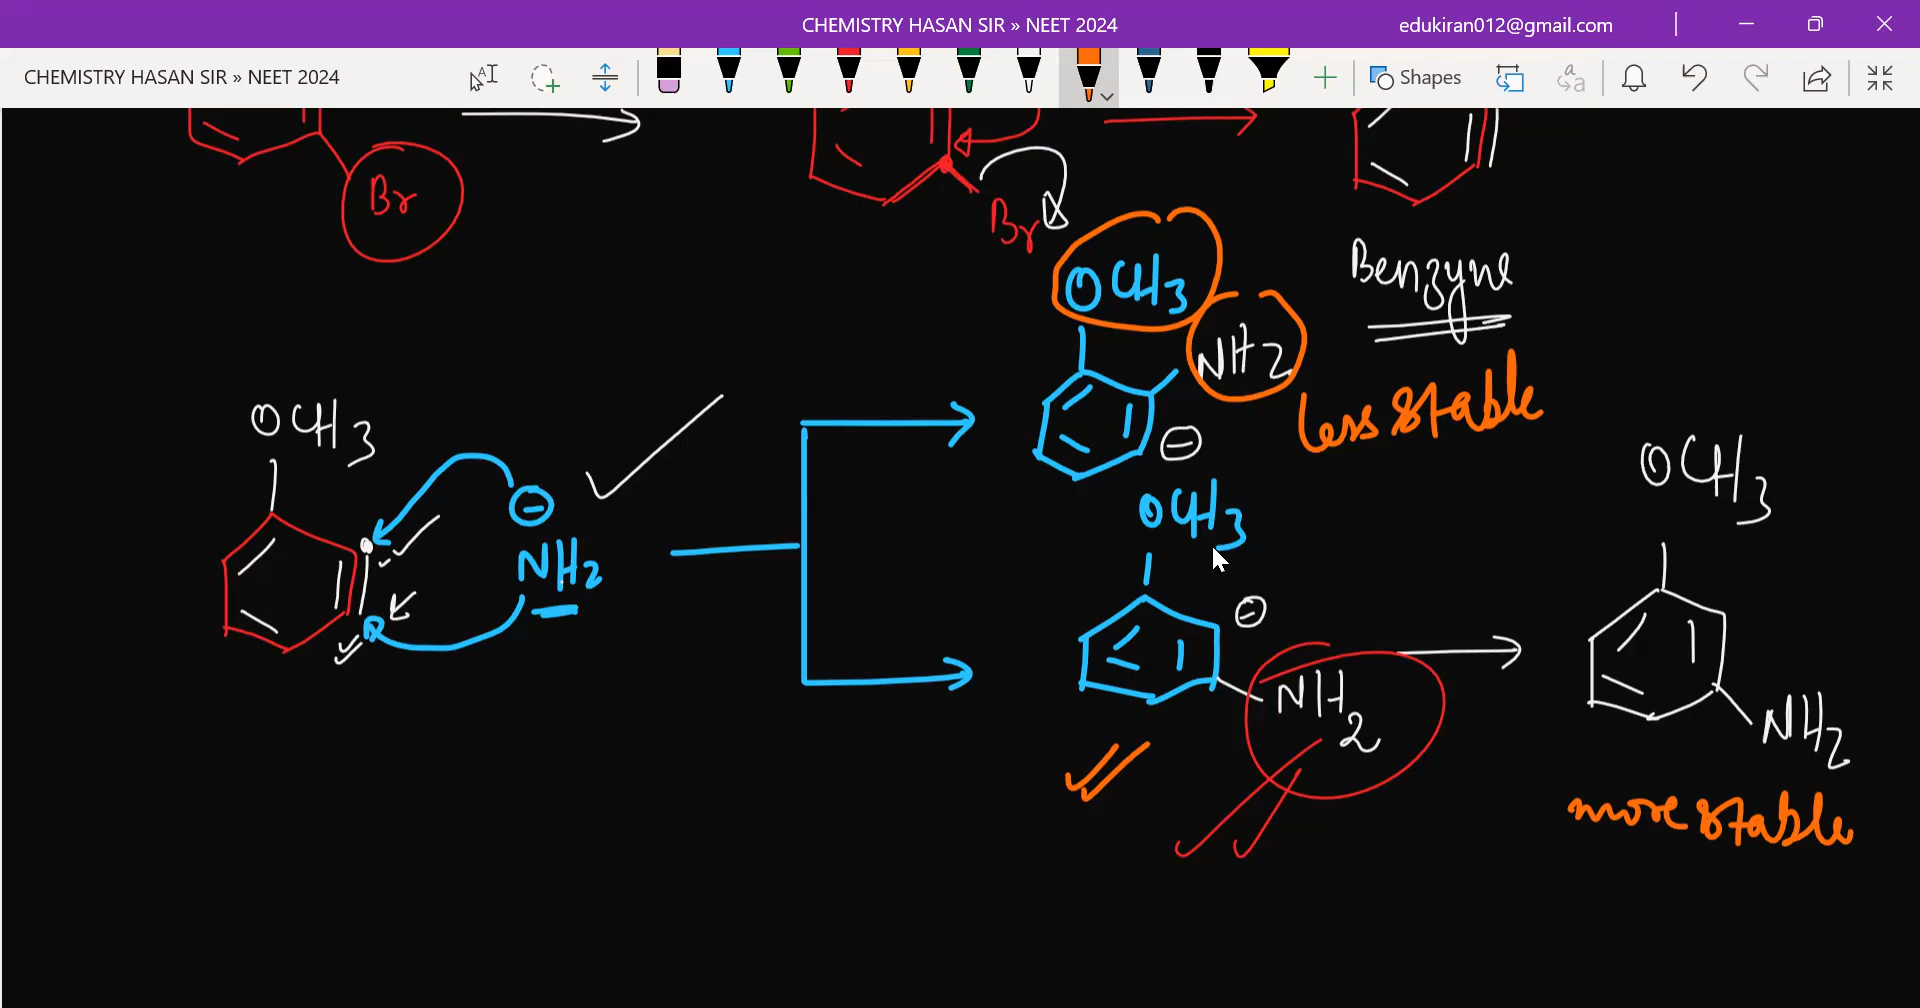 CHEMISTRY HASAN SIR » NEET 2024
edukiran012@gmail.com
CHEMISTRY HASAN SIR » NEET 2024
Shapes
Br
Br
Benzyne
OCH3
NH2
less stable
⊖
OCH3
⊖
NH2
OCH3
⊖
NH2
OCH3
NH2
more stable